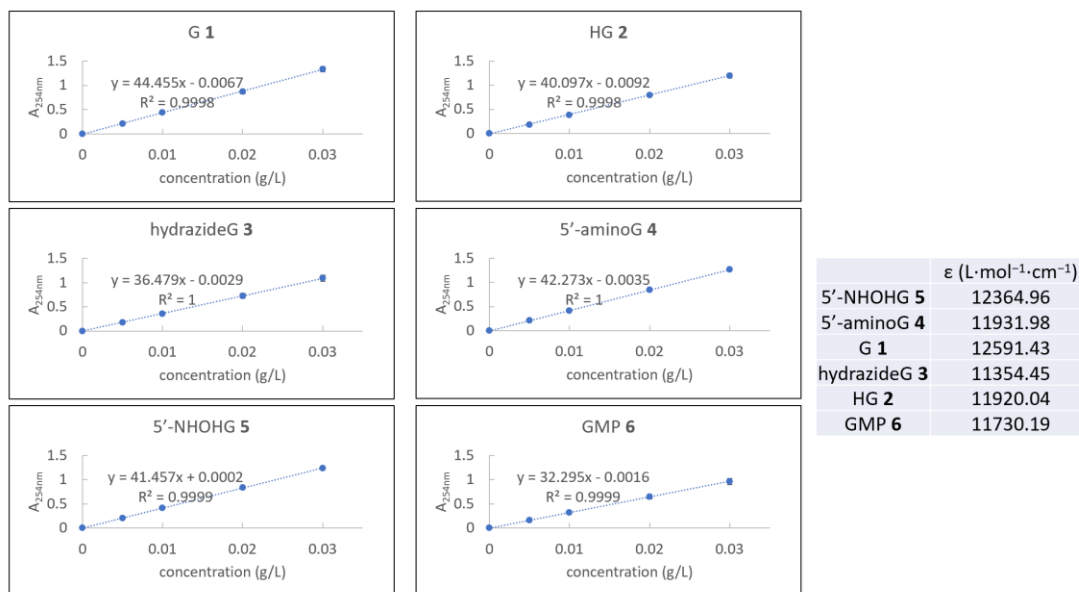 G 1
1.5
1
0.5
0
A254nm
y = 44.455x - 0.0067
R² = 0.9998
0 0.01 0.02 0.03
concentration (g/L)
HG 2
1.5
1
0.5
0
A254nm
y = 40.097x - 0.0092
R² = 0.9998
0 0.01 0.02 0.03
concentration (g/L)
hydrazideG 3
1.5
1
0.5
0
A254nm
y = 36.479x - 0.0029
R² = 1
0 0.01 0.02 0.03
concentration (g/L)
5′-aminoG 4
1.5
1
0.5
0
A254nm
y = 42.273x - 0.0035
R² = 1
0 0.01 0.02 0.03
concentration (g/L)
5′-NHOHG 5
1.5
1
0.5
0
A254nm
y = 41.457x + 0.0002
R² = 0.9999
0 0.01 0.02 0.03
concentration (g/L)
GMP 6
1.5
1
0.5
0
A254nm
y = 32.295x - 0.0016
R² = 0.9999
0 0.01 0.02 0.03
concentration (g/L)
ε (L·mol⁻¹·cm⁻¹)
5′-NHOHG 5 12364.96
5′-aminoG 4 11931.98
G 1 12591.43
hydrazideG 3 11354.45
HG 2 11920.04
GMP 6 11730.19